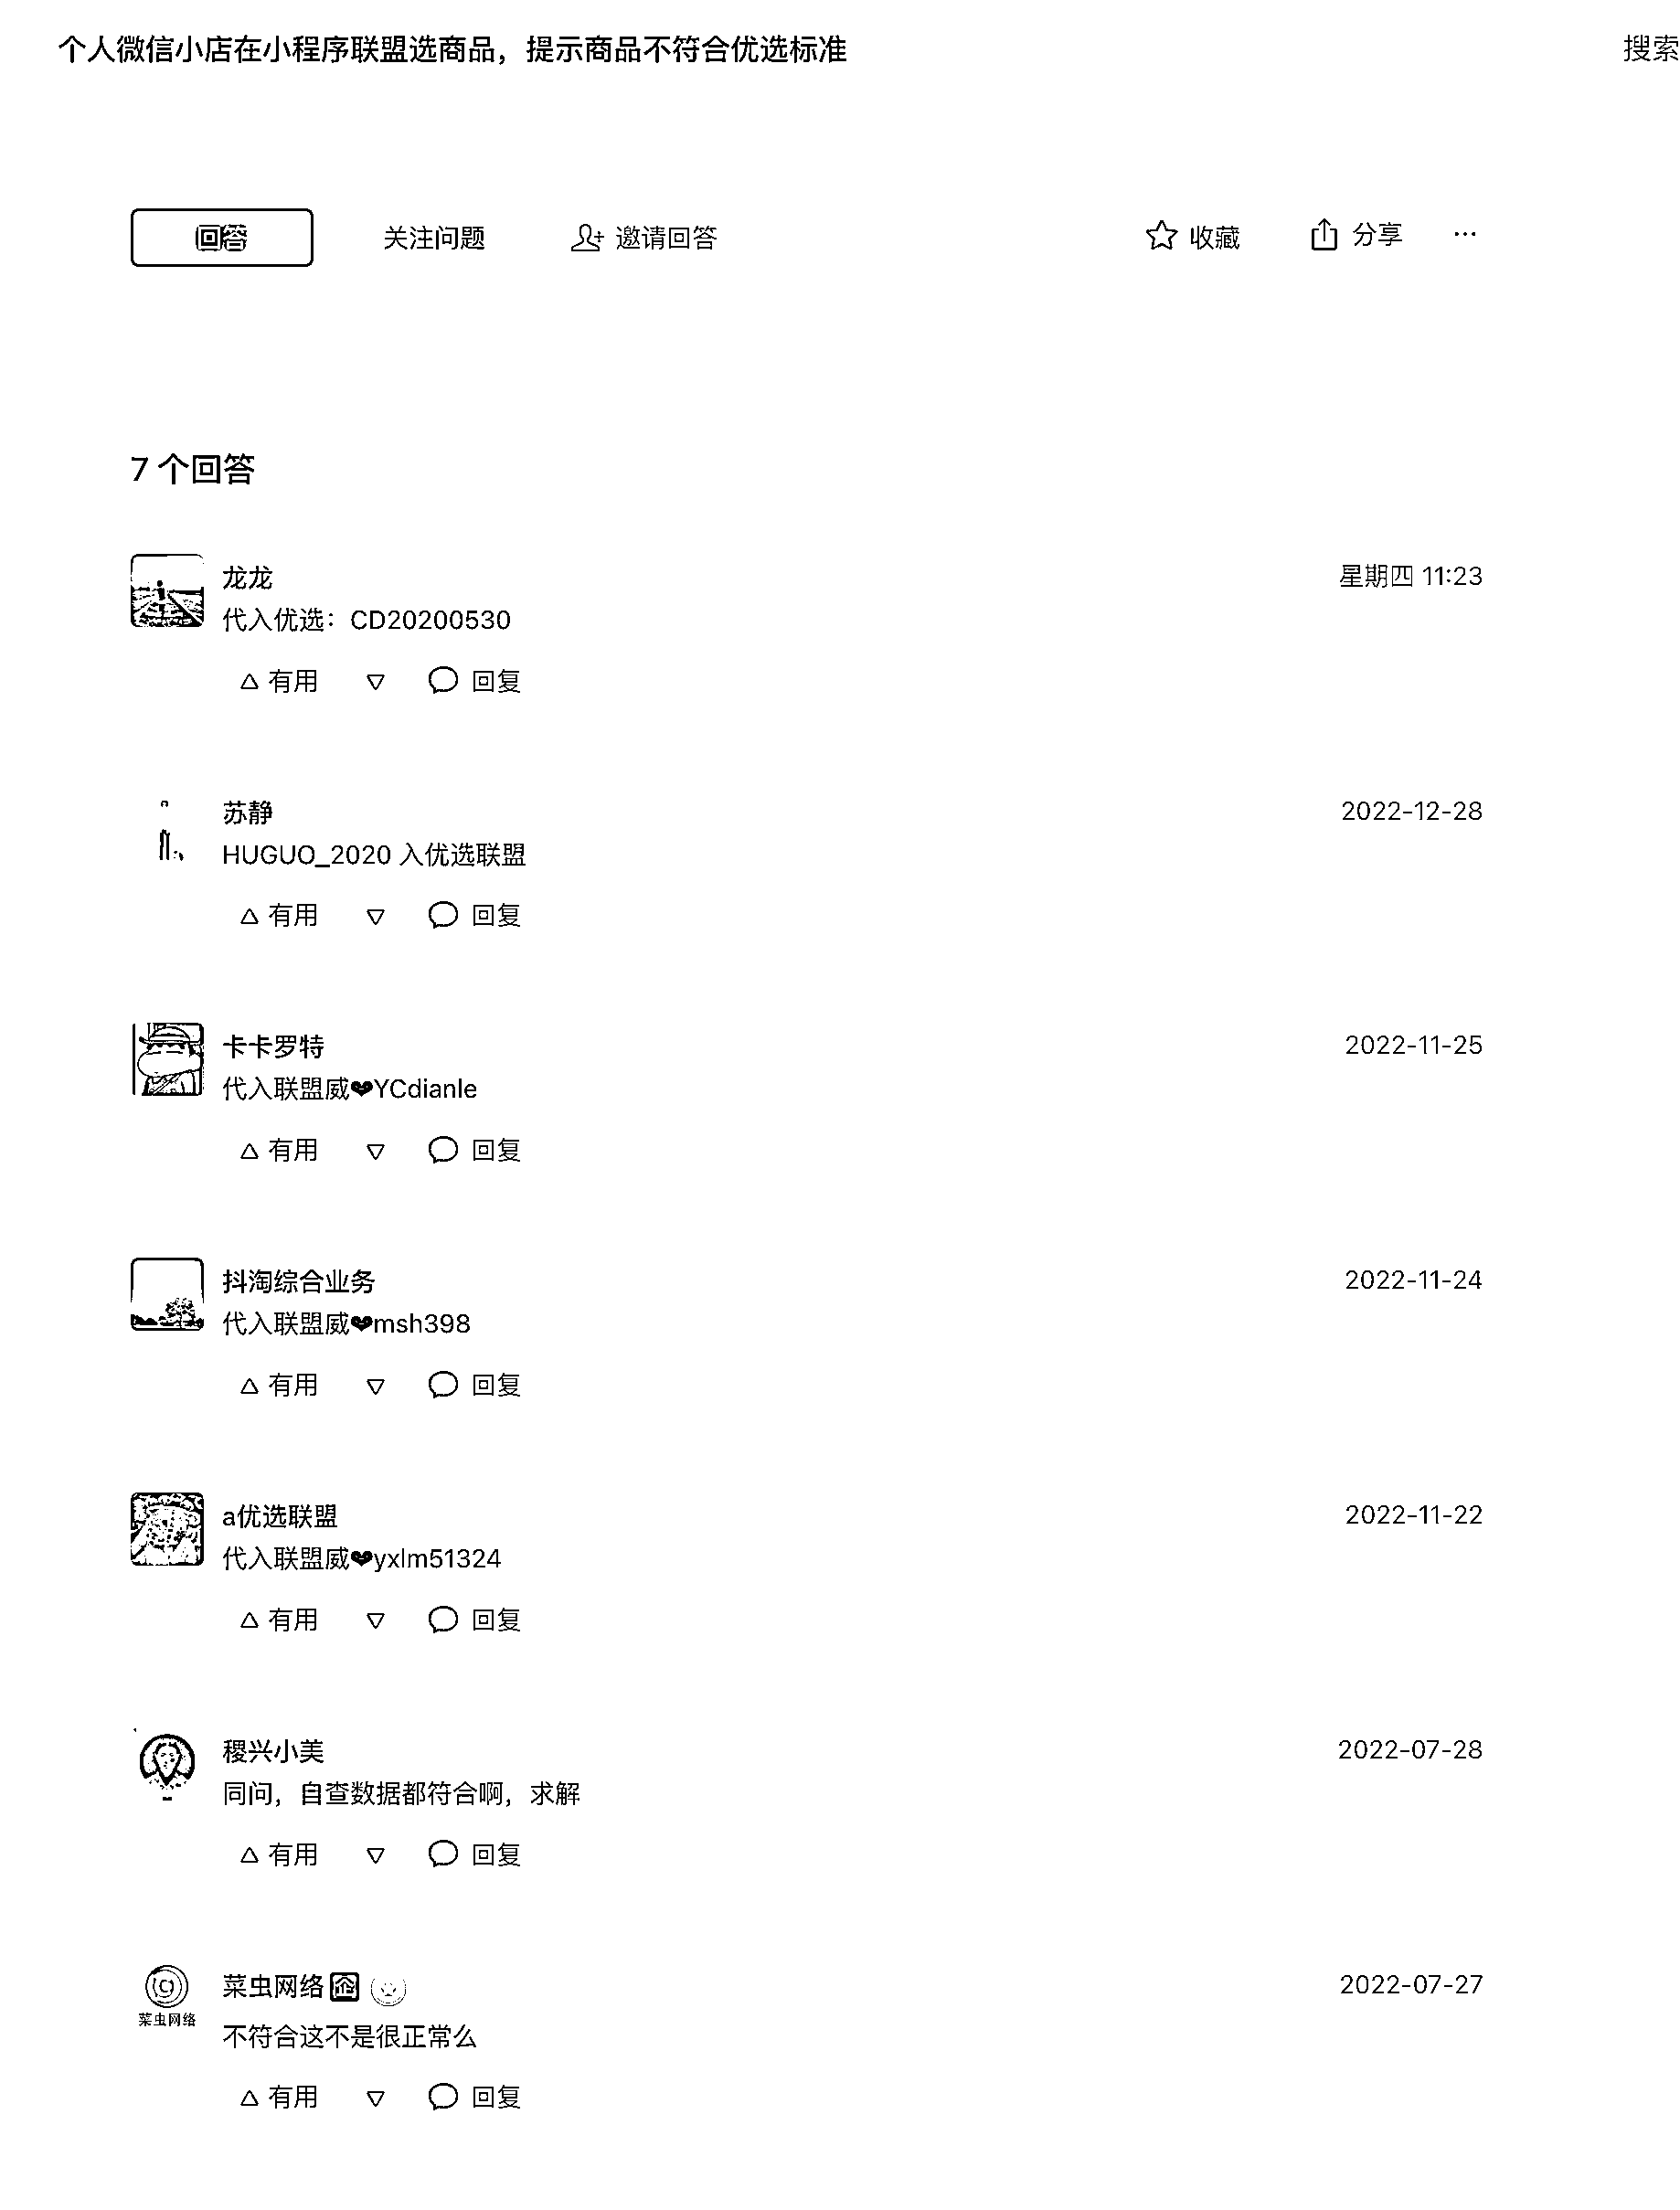 个人微信小店在小程序联盟选商品，提示商品不符合优选标准
搜索
回答 关注问题 邀请回答 收藏 分享 ···
7 个回答
龙龙 星期四 11:23
代入优选：CD20200530
有用 回复
苏静 2022-12-28
HUGUO_2020 入优选联盟
有用 回复
卡卡罗特 2022-11-25
代入联盟威❤YCdianle
有用 回复
抖淘综合业务 2022-11-24
代入联盟威❤msh398
有用 回复
a优选联盟 2022-11-22
代入联盟威❤yxlm51324
有用 回复
稷兴小美 2022-07-28
同问，自查数据都符合啊，求解
有用 回复
菜虫网络 企 2022-07-27
菜虫网络
不符合这不是很正常么
有用 回复